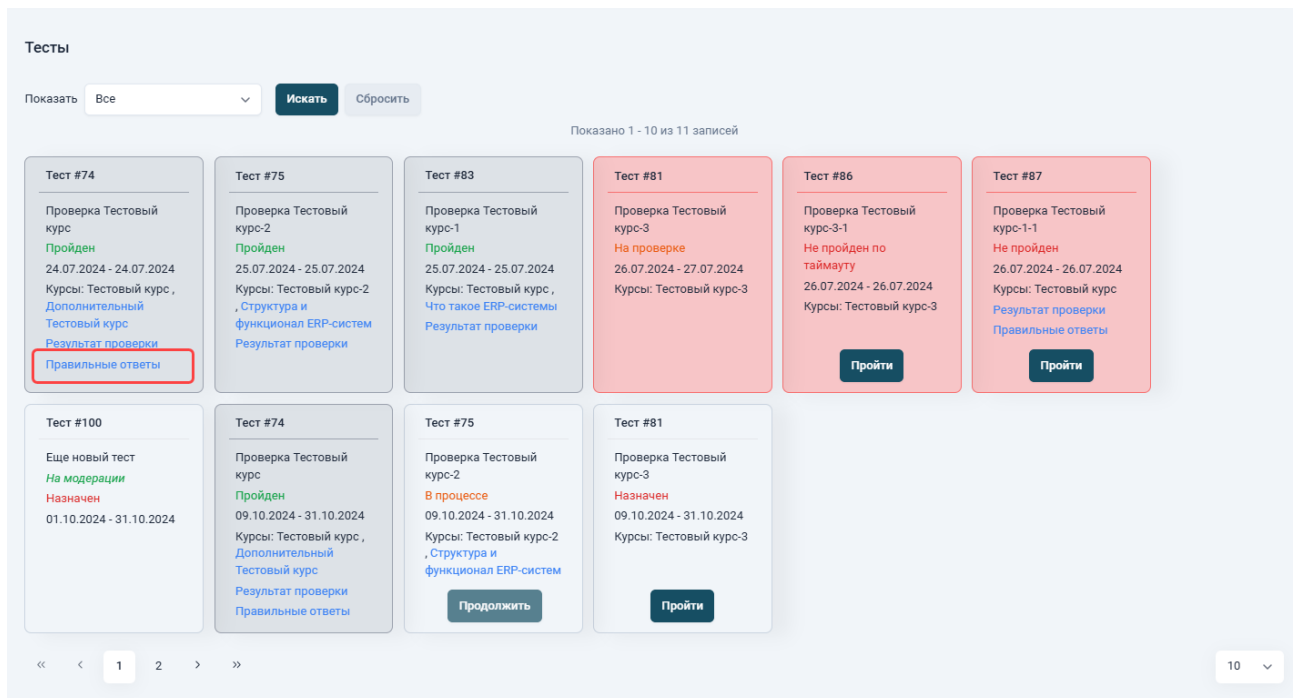 Тесты
Показать Все Искать Сбросить
Показано 1 - 10 из 11 записей
Тест #74
Проверка Тестовый
курс
Пройден
24.07.2024 - 24.07.2024
Курсы: Тестовый курс ,
Дополнительный
Тестовый курс
Результат проверки
Правильные ответы
Тест #75
Проверка Тестовый
курс-2
Пройден
25.07.2024 - 25.07.2024
Курсы: Тестовый курс-2
, Структура и
функционал ERP-систем
Результат проверки
Тест #83
Проверка Тестовый
курс-1
Пройден
25.07.2024 - 25.07.2024
Курсы: Тестовый курс ,
Что такое ERP-системы
Результат проверки
Тест #81
Проверка Тестовый
курс-3
На проверке
26.07.2024 - 27.07.2024
Курсы: Тестовый курс-3
Тест #86
Проверка Тестовый
курс-3-1
Не пройден по
таймауту
26.07.2024 - 26.07.2024
Курсы: Тестовый курс-3
Пройти
Тест #87
Проверка Тестовый
курс-1-1
Не пройден
26.07.2024 - 26.07.2024
Курсы: Тестовый курс
Результат проверки
Правильные ответы
Пройти
Тест #100
Еще новый тест
На модерации
Назначен
01.10.2024 - 31.10.2024
Тест #74
Проверка Тестовый
курс
Пройден
09.10.2024 - 31.10.2024
Курсы: Тестовый курс ,
Дополнительный
Тестовый курс
Результат проверки
Правильные ответы
Тест #75
Проверка Тестовый
курс-2
В процессе
09.10.2024 - 31.10.2024
Курсы: Тестовый курс-2
, Структура и
функционал ERP-систем
Продолжить
Тест #81
Проверка Тестовый
курс-3
Назначен
09.10.2024 - 31.10.2024
Курсы: Тестовый курс-3
Пройти
« ‹ 1 2 › » 10